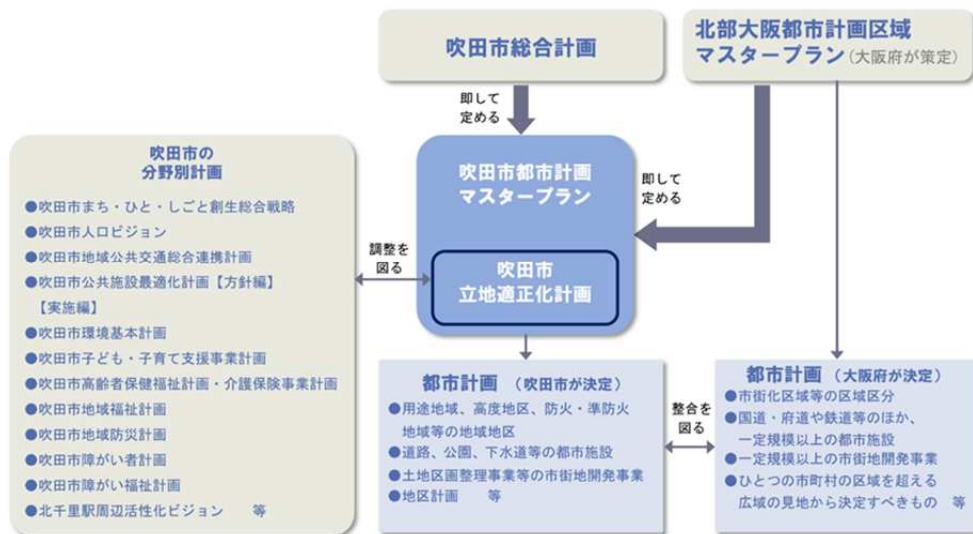 吹田市総合計画
北部大阪都市計画区域
マスタープラン(大阪府が策定)
即して
定める
吹田市の
分野別計画
●吹田市まち・ひと・しごと創生総合戦略
●吹田市人口ビジョン
●吹田市地域公共交通総合連携計画
●吹田市公共施設最適化計画【方針編】
【実施編】
●吹田市環境基本計画
●吹田市子ども・子育て支援事業計画
●吹田市高齢者保健福祉計画・介護保険事業計画
●吹田市地域福祉計画
●吹田市地域防災計画
●吹田市障がい者計画
●吹田市障がい福祉計画
●北千里駅周辺活性化ビジョン 等
調整を
図る
吹田市都市計画
マスタープラン
吹田市
立地適正化計画
即して
定める
都市計画 (吹田市が決定)
●用途地域、高度地区、防火・準防火
地域等の地域地区
●道路、公園、下水道等の都市施設
●土地区画整理事業等の市街地開発事業
●地区計画 等
整合を
図る
都市計画 (大阪府が決定)
●市街化区域等の区域区分
●国道・府道や鉄道等のほか、
一定規模以上の都市施設
●一定規模以上の市街地開発事業
●ひとつの市町村の区域を超える
広域の見地から決定すべきもの 等